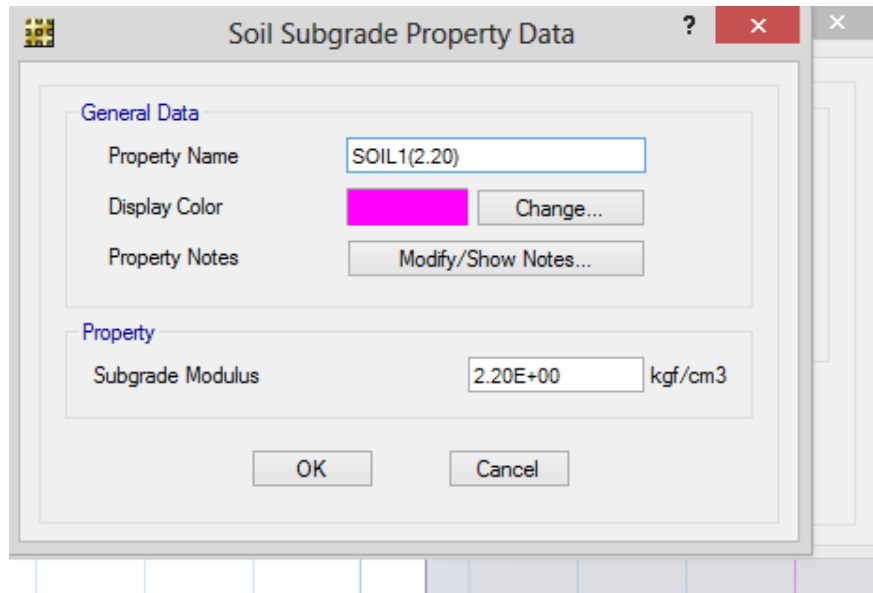 Soil Subgrade Property Data ?
General Data
Property Name SOIL1(2.20)
Display Color Change...
Property Notes Modify/Show Notes...
Property
Subgrade Modulus 2.20E+00 kgf/cm3
OK Cancel